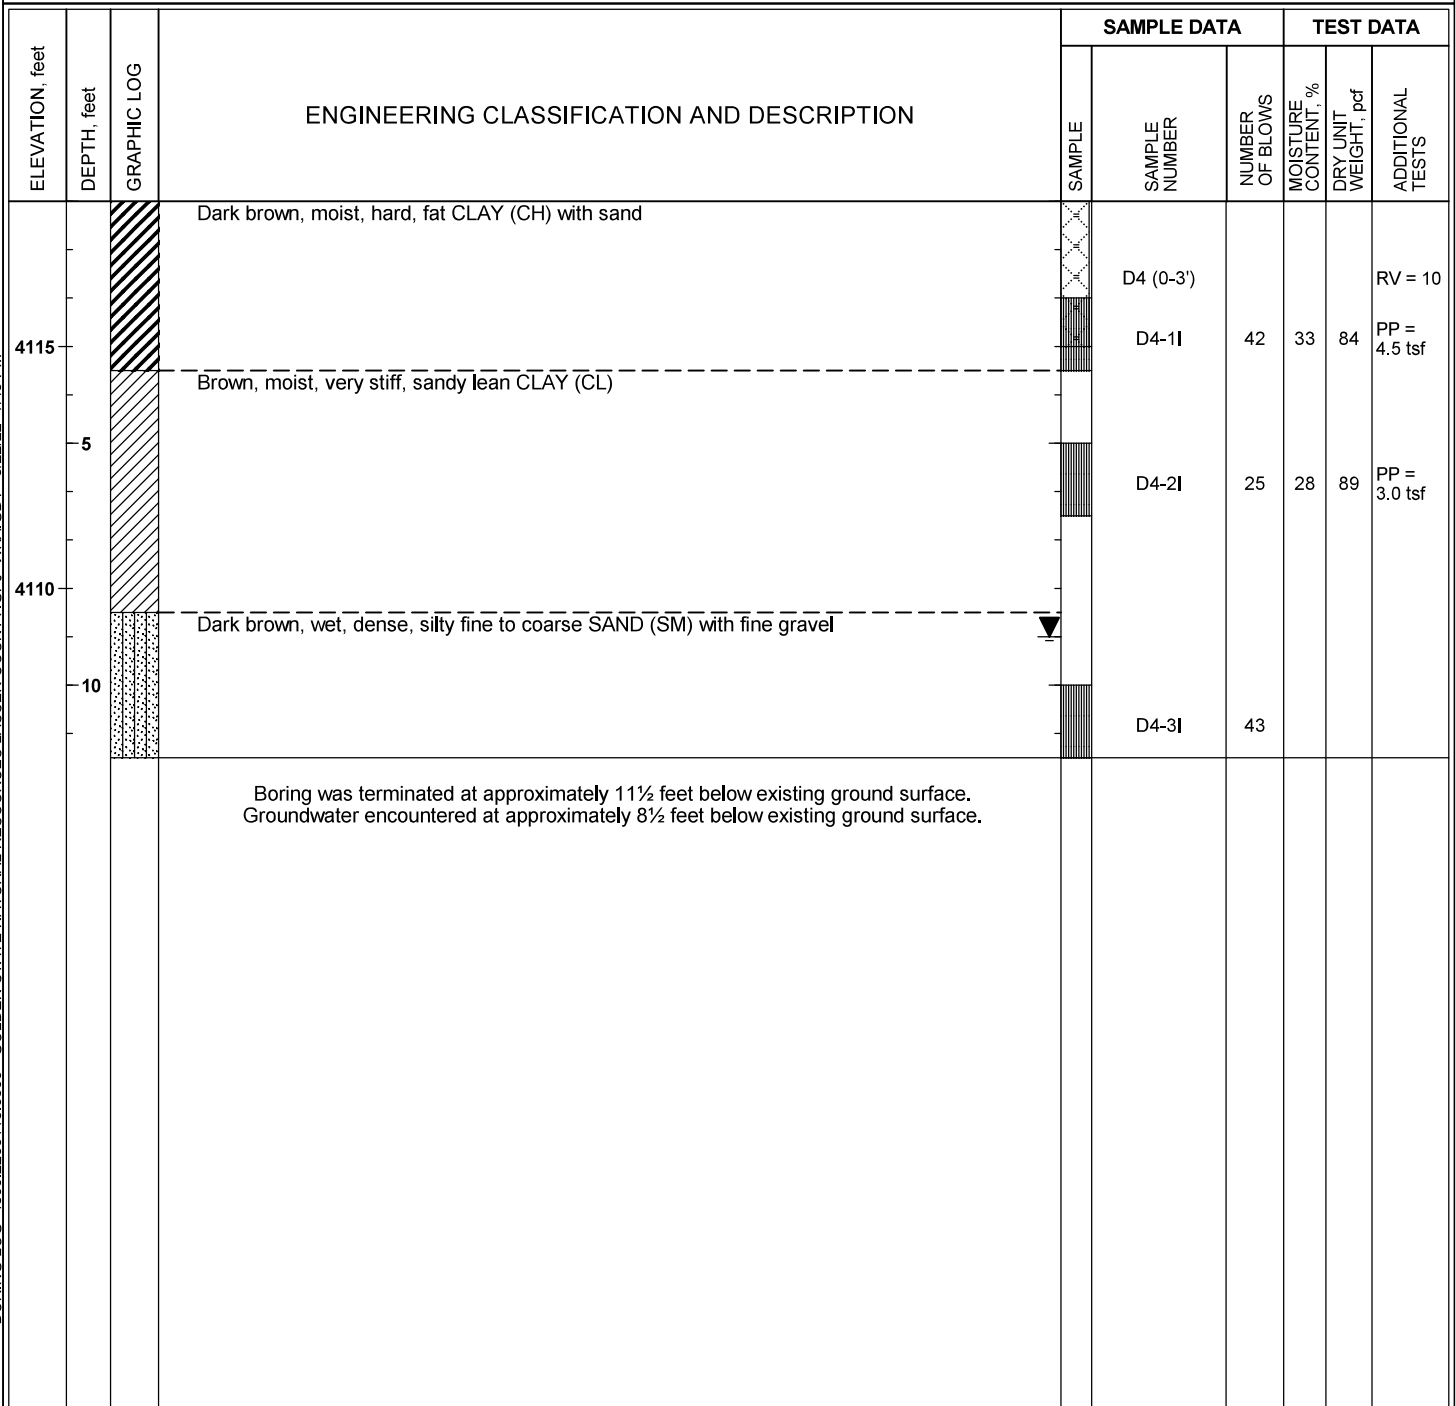 SAMPLE DATA TEST DATA
ELEVATION, feet
DEPTH, feet
GRAPHIC LOG
ENGINEERING CLASSIFICATION AND DESCRIPTION
SAMPLE
SAMPLE
NUMBER
NUMBER
OF BLOWS
MOISTURE
CONTENT, %
DRY UNIT
WEIGHT, pcf
ADDITIONAL
TESTS
Dark brown, moist, hard, fat CLAY (CH) with sand
D4 (0-3') RV = 10
4115 D4-1I 42 33 84 PP =
4.5 tsf
Brown, moist, very stiff, sandy lean CLAY (CL)
5
D4-2I 25 28 89 PP =
3.0 tsf
4110
Dark brown, wet, dense, silty fine to coarse SAND (SM) with fine gravel
10
D4-3I 43
Boring was terminated at approximately 11½ feet below existing ground surface.
Groundwater encountered at approximately 8½ feet below existing ground surface.